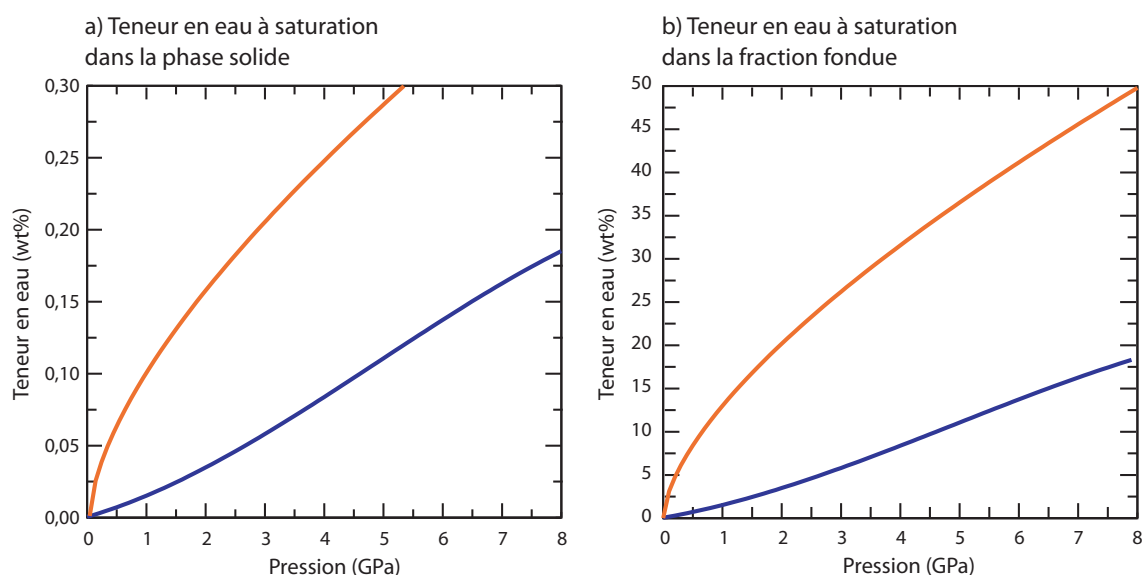 a) Teneur en eau à saturation
dans la phase solide
0,30
0,25
0,20
0,15
0,10
0,05
0,00
Teneur en eau (wt%)
0 1 2 3 4 5 6 7 8
Pression (GPa)
b) Teneur en eau à saturation
dans la fraction fondue
50
45
40
35
30
25
20
15
10
5
0
Teneur en eau (wt%)
0 1 2 3 4 5 6 7 8
Pression (GPa)